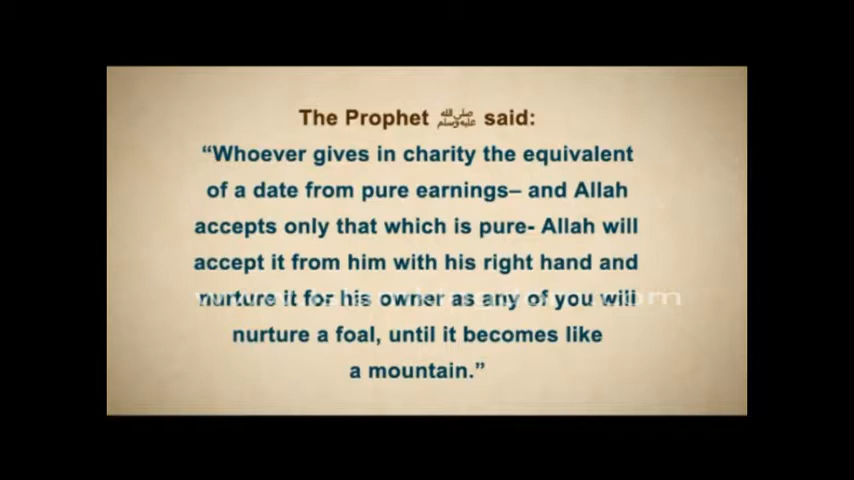 The Prophet ﷺ said:
“Whoever gives in charity the equivalent
of a date from pure earnings– and Allah
accepts only that which is pure- Allah will
accept it from him with his right hand and
nurture it for his owner as any of you will
nurture a foal, until it becomes like
a mountain.”